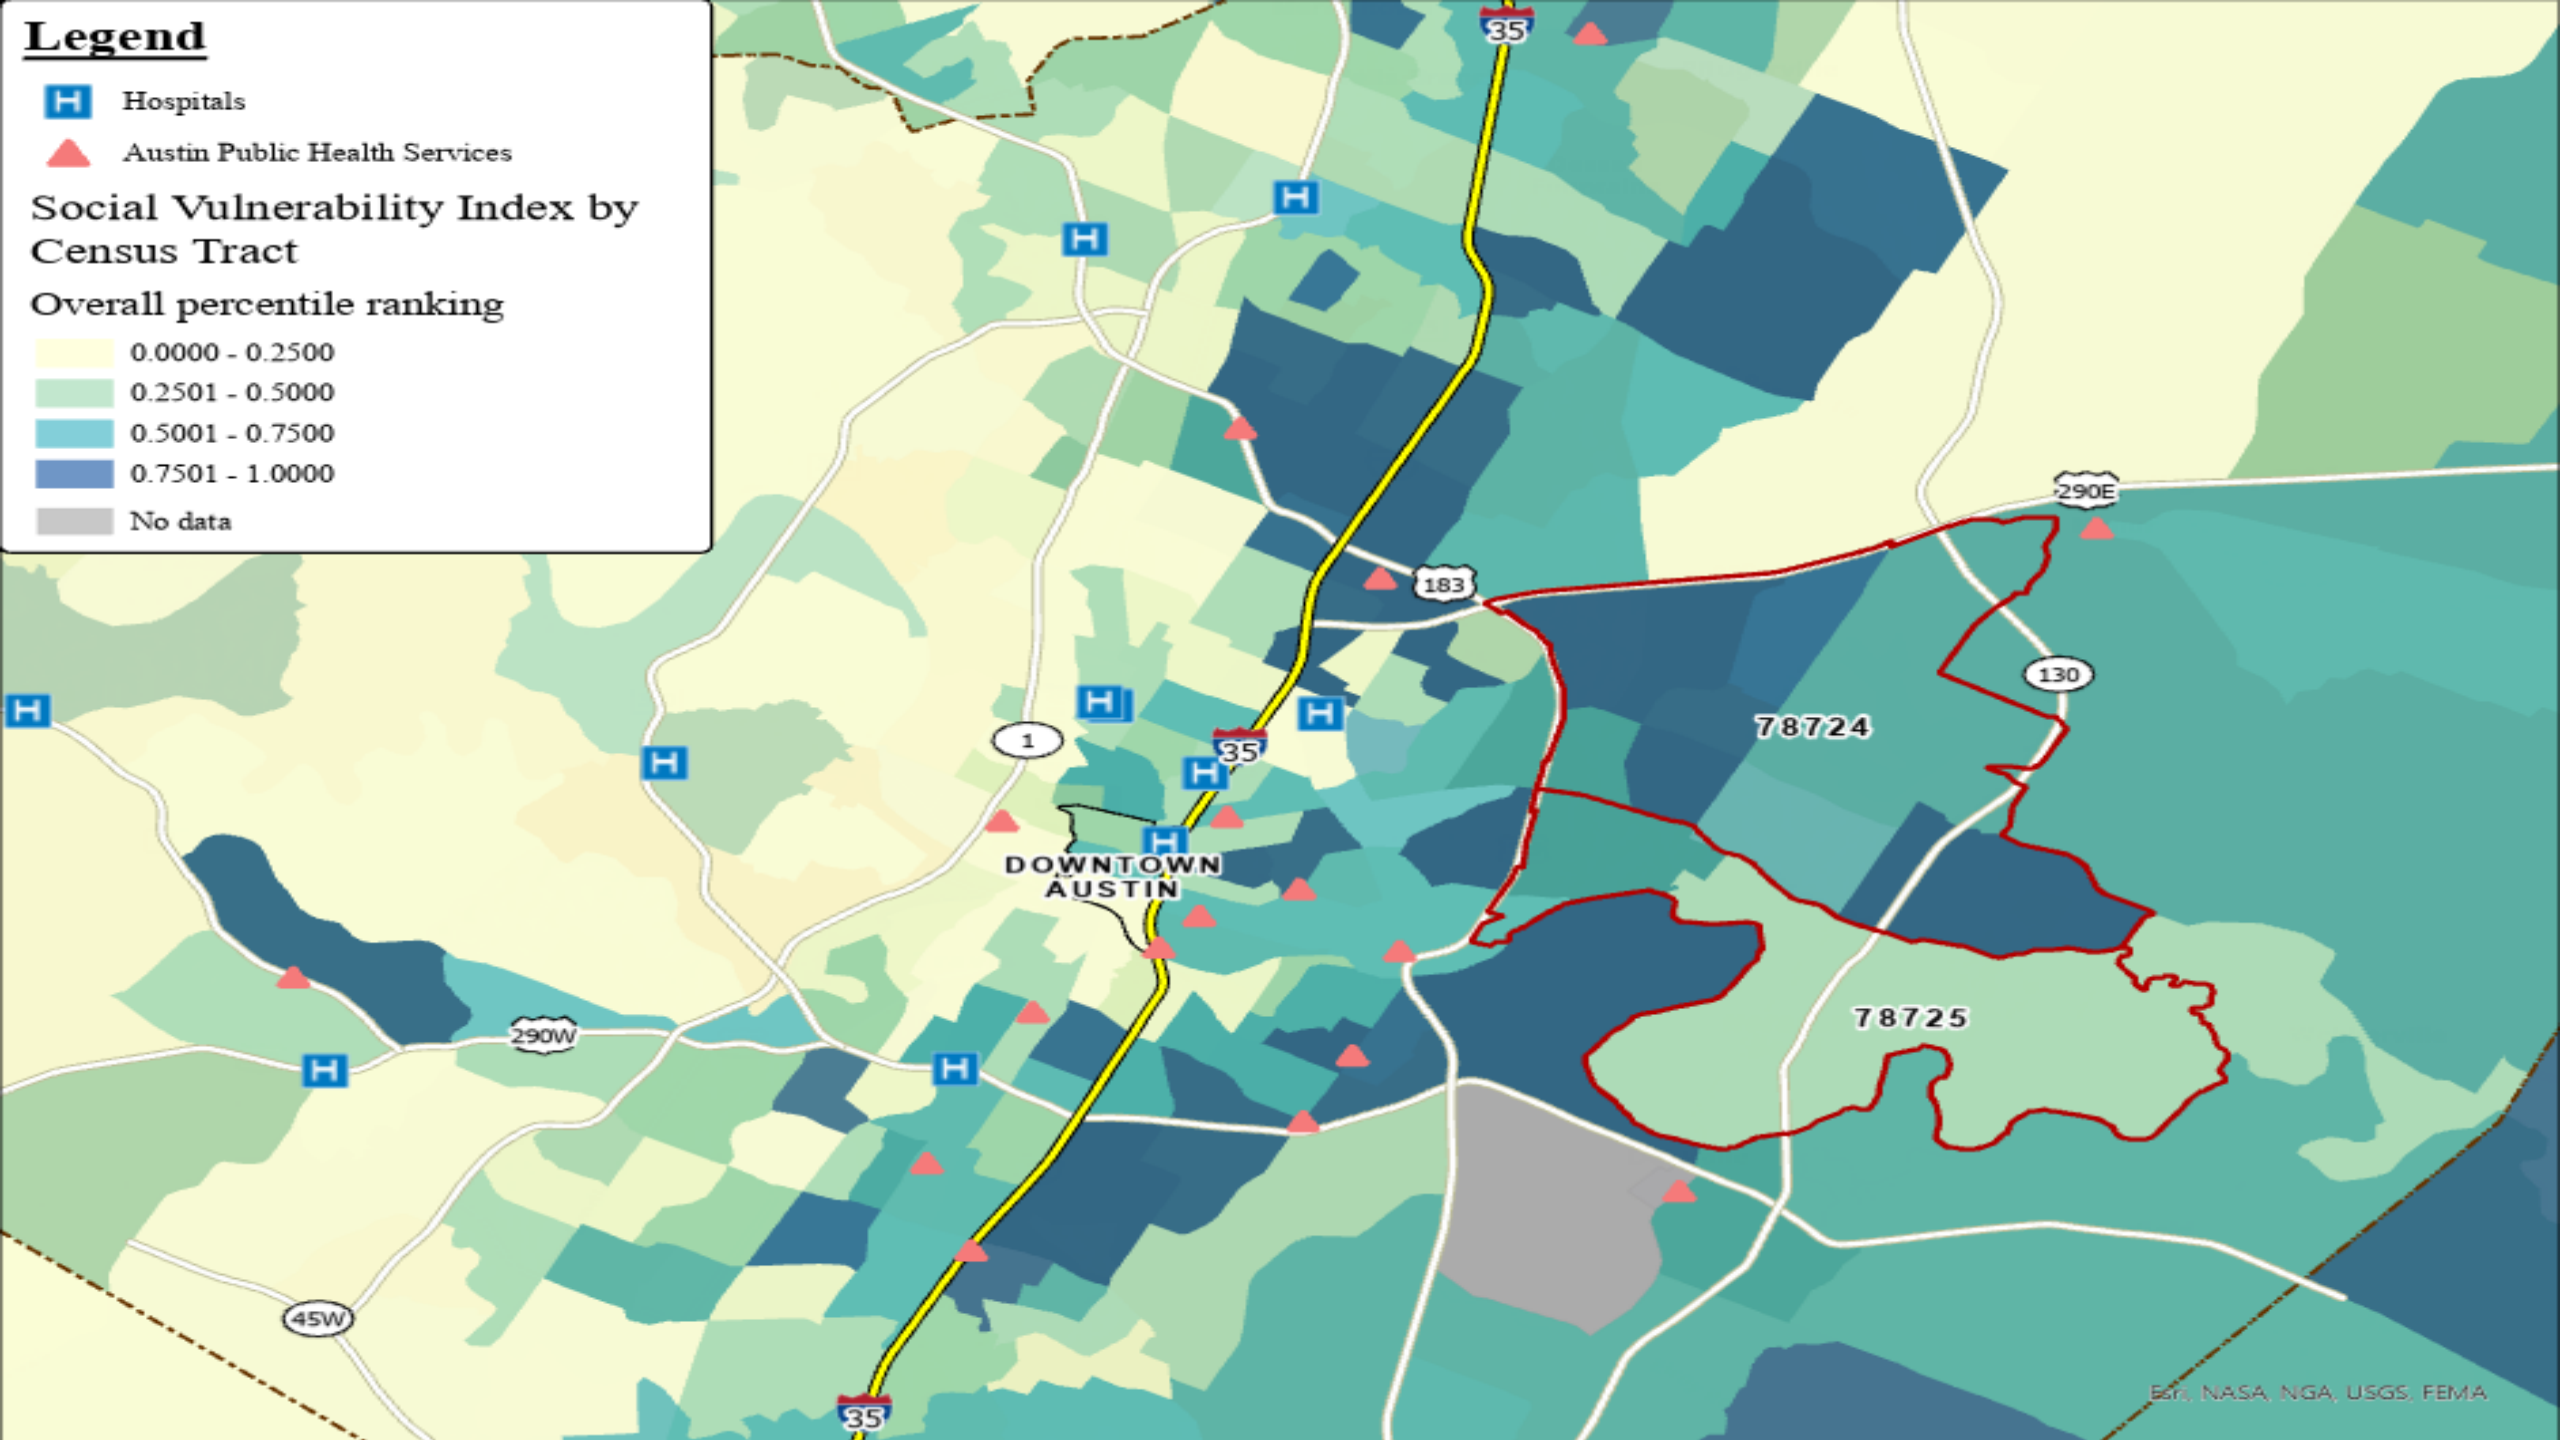 Legend
H Hospitals
Austin Public Health Services
Social Vulnerability Index by
Census Tract
Overall percentile ranking
0.0000 - 0.2500
0.2501 - 0.5000
0.5001 - 0.7500
0.7501 - 1.0000
No data
35
H
H
290E
183
130
H
H
H
78724
1
35
H
H
H
DOWNTOWN
AUSTIN
78725
290W
H
H
45W
35
Esri, NASA, NGA, USGS, FEMA